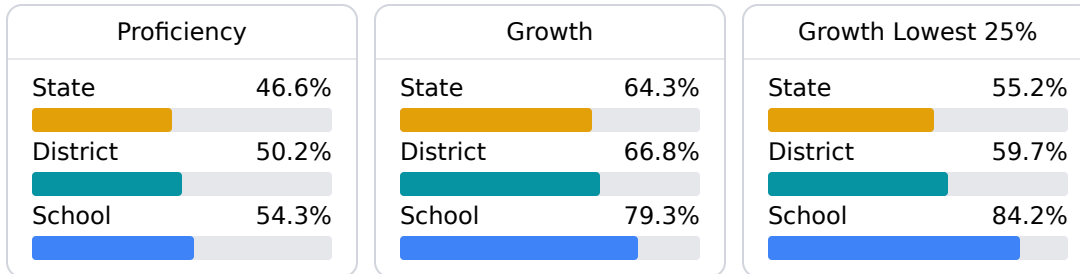 Proficiency
State 46.6%
District 50.2%
School 54.3%
Growth
State 64.3%
District 66.8%
School 79.3%
Growth Lowest 25%
State 55.2%
District 59.7%
School 84.2%